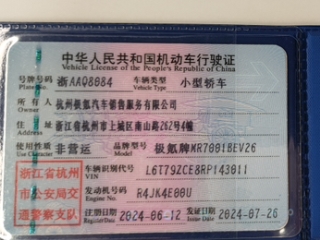 中华人民共和国机动车行驶证
Vehicle License of the People's Republic of China
号牌号码 浙AAQ8084 车辆类型 小型轿车
Plate No. Vehicle Type
所有人 杭州极氪汽车销售服务有限公司
Owner
住址 浙江省杭州市上城区南山路262号4幢
Address
使用性质 非营运 品牌型号 极氪牌MR7001BEV26
Use Character Model
浙江省杭州市公安局交通警察支队
车辆识别代号 L6T79ZCE8RP143011
VIN
发动机号码 R4JK4E00U
Engine No.
注册日期 2024-06-12 发证日期 2024-07-26
Register Date Issue Date